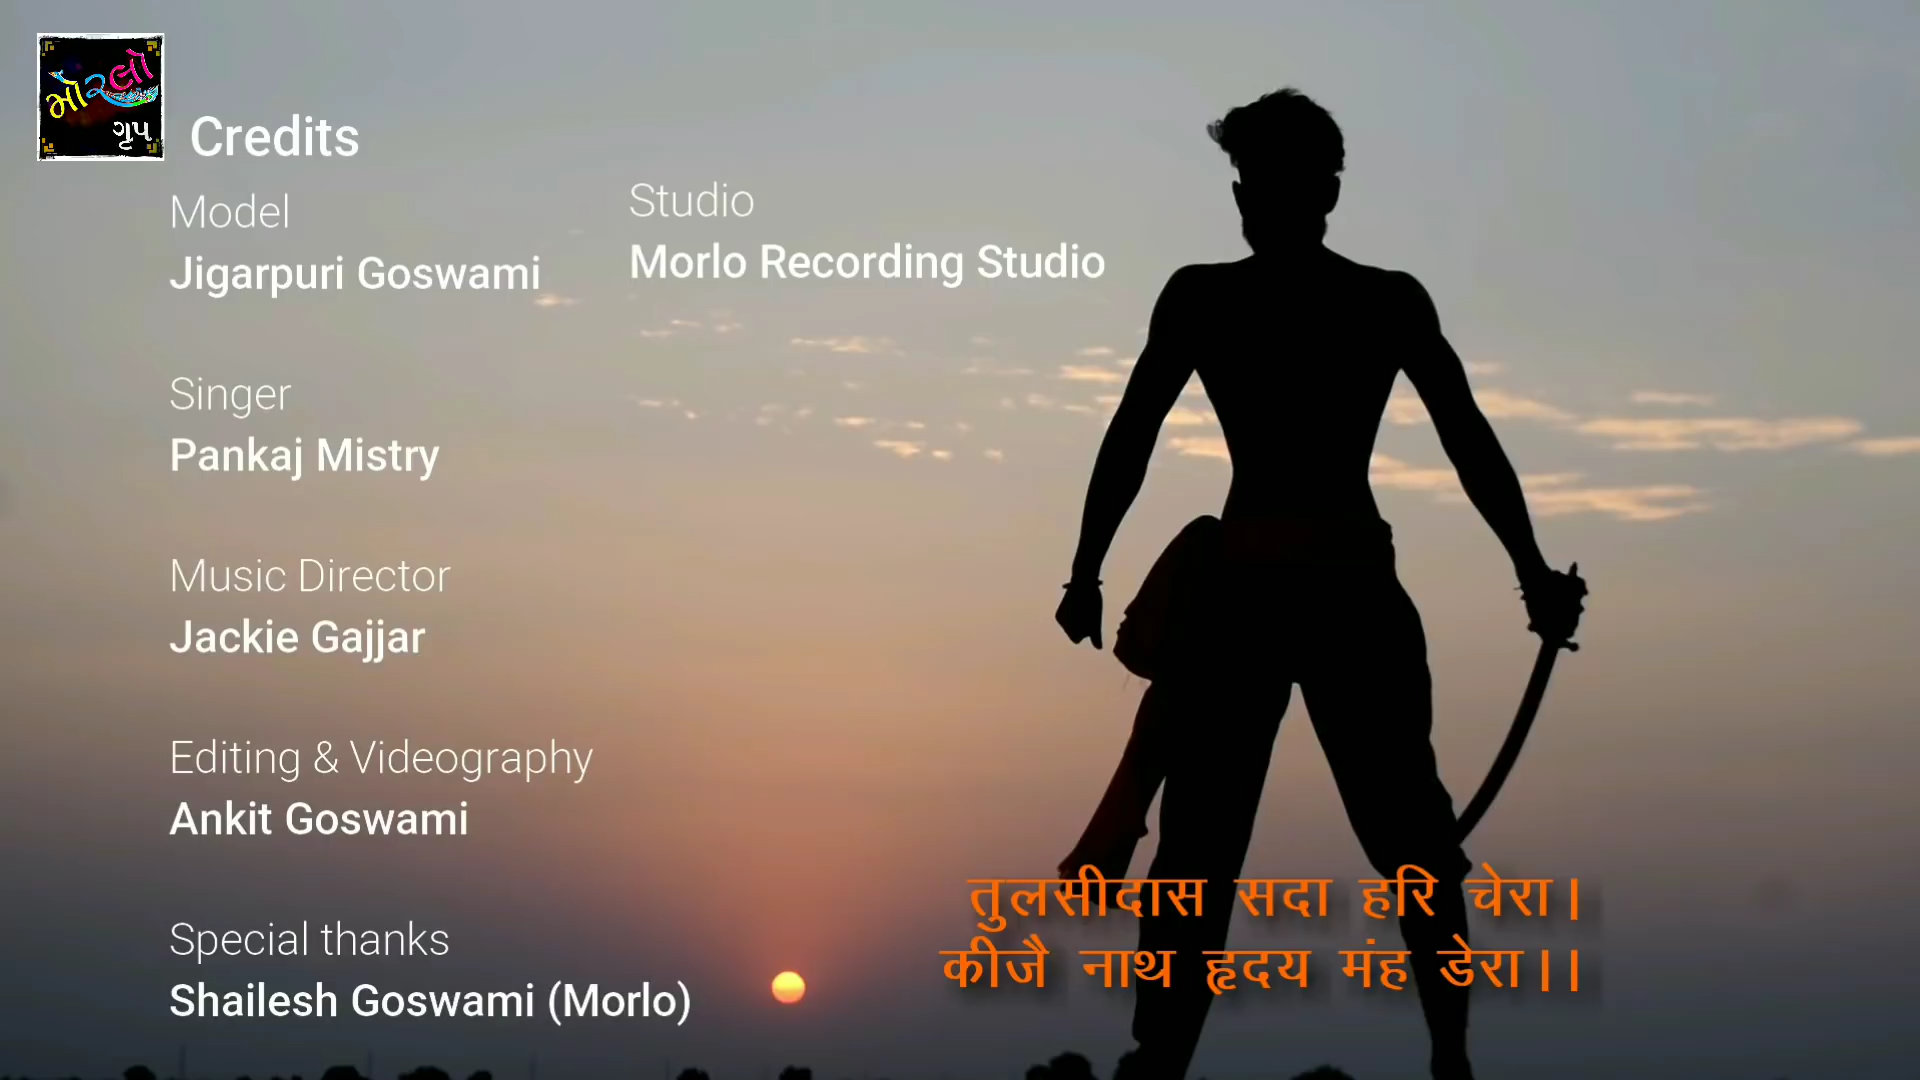 મોરલો
ગૃપ
Credits
Model
Jigarpuri Goswami
Singer
Pankaj Mistry
Music Director
Jackie Gajjar
Editing & Videography
Ankit Goswami
Special thanks
Shailesh Goswami (Morlo)
Studio
Morlo Recording Studio
तुलसीदास सदा हरि चेरा।
कीजै नाथ हृदय मंह डेरा।।